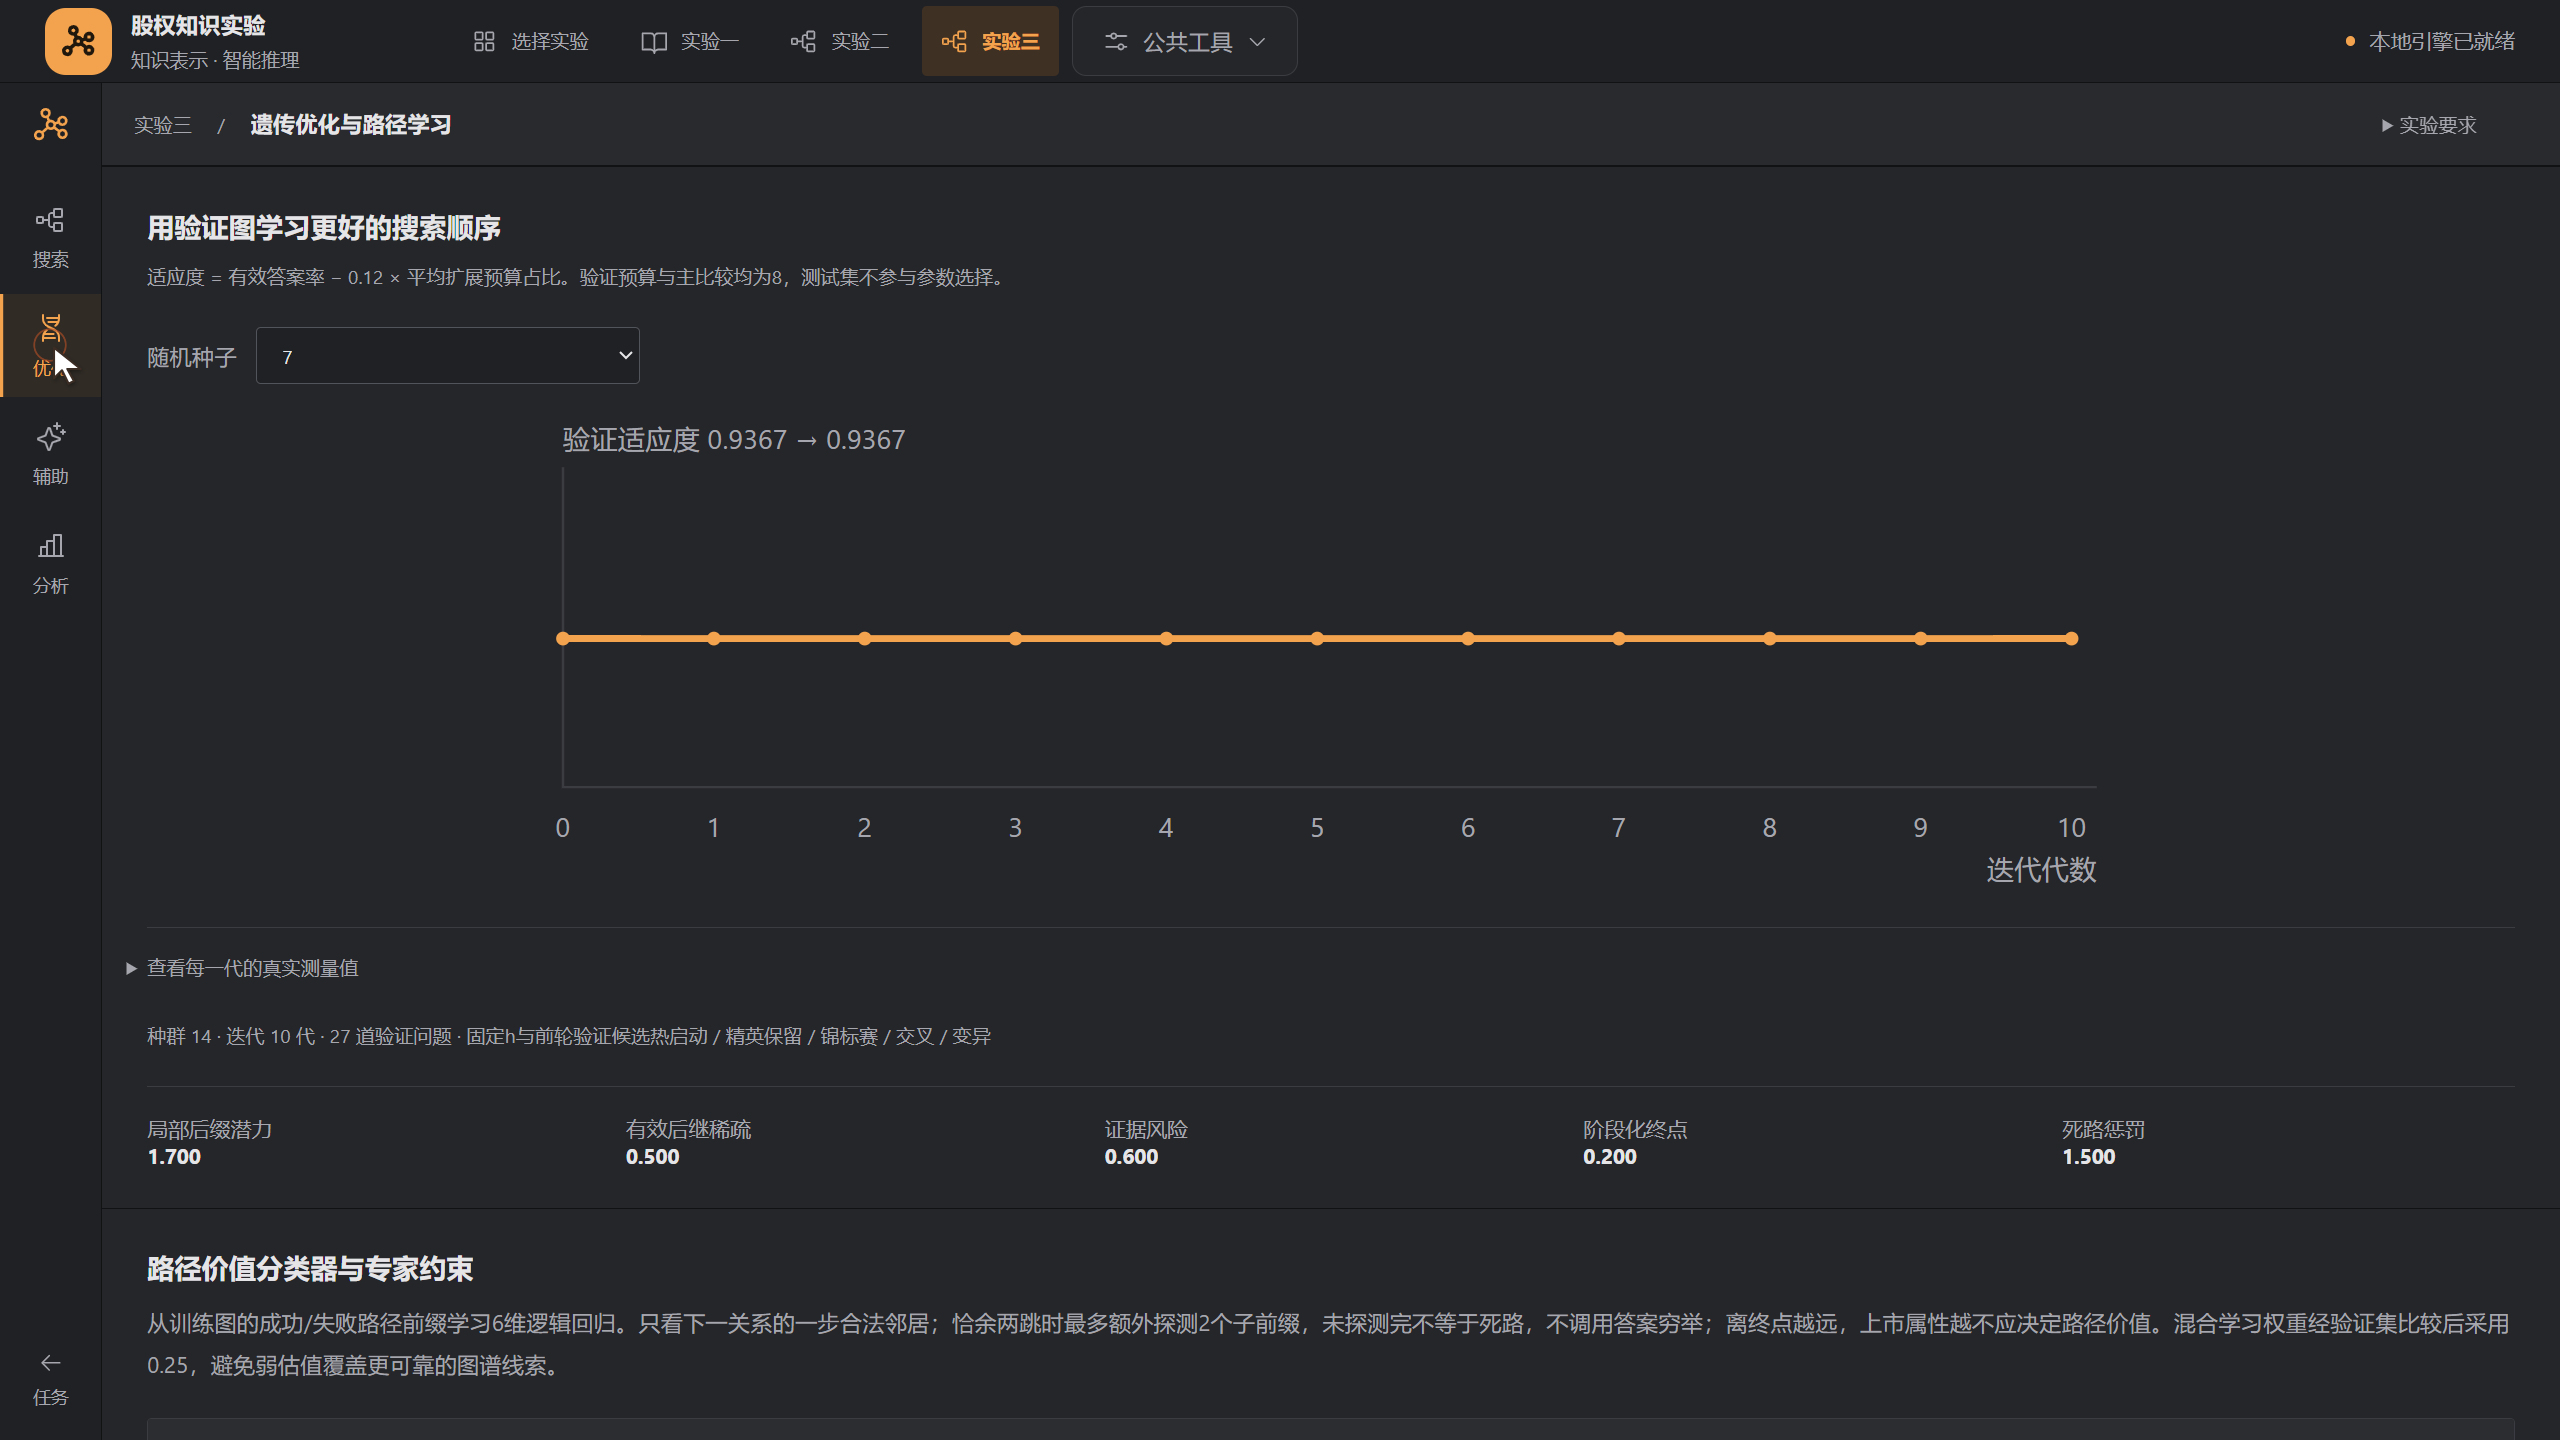 股权知识实验
知识表示 · 智能推理
选择实验
实验一
实验二
实验三
公共工具
本地引擎已就绪
实验三 / 遗传优化与路径学习
实验要求
搜索
辅助
分析
任务
用验证图学习更好的搜索顺序
适应度 = 有效答案率 − 0.12 × 平均扩展预算占比。验证预算与主比较均为8，测试集不参与参数选择。
随机种子
7
验证适应度 0.9367 → 0.9367
0 1 2 3 4 5 6 7 8 9 10
迭代代数
查看每一代的真实测量值
种群 14 · 迭代 10 代 · 27 道验证问题 · 固定h与前轮验证候选热启动 / 精英保留 / 锦标赛 / 交叉 / 变异
局部后缀潜力
1.700
有效后继稀疏
0.500
证据风险
0.600
阶段化终点
0.200
死路惩罚
1.500
路径价值分类器与专家约束
从训练图的成功/失败路径前缀学习6维逻辑回归。只看下一关系的一步合法邻居；恰余两跳时最多额外探测2个子前缀，未探测完不等于死路，不调用答案穷举；离终点越远，上市属性越不应决定路径价值。混合学习权重经验证集比较后采用
0.25，避免弱估值覆盖更可靠的图谱线索。